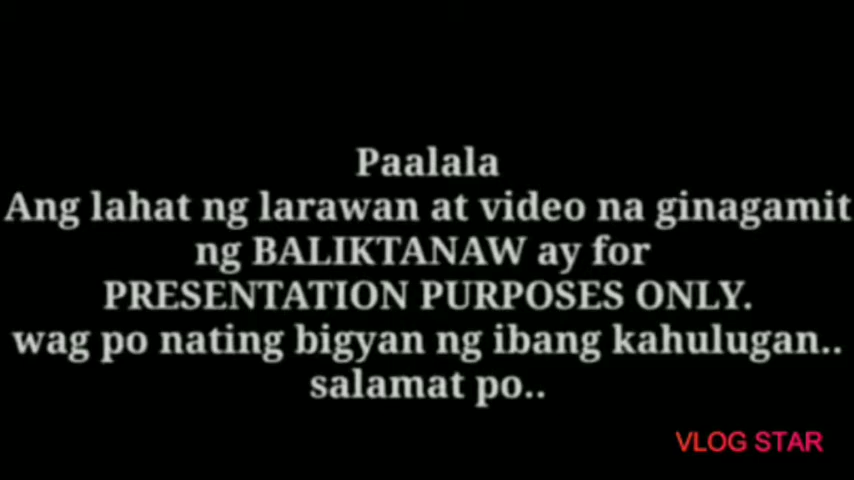 Paalala
Ang lahat ng larawan at video na ginagamit
ng BALIKTANAW ay for
PRESENTATION PURPOSES ONLY.
wag po nating bigyan ng ibang kahulugan..
salamat po..
VLOG STAR